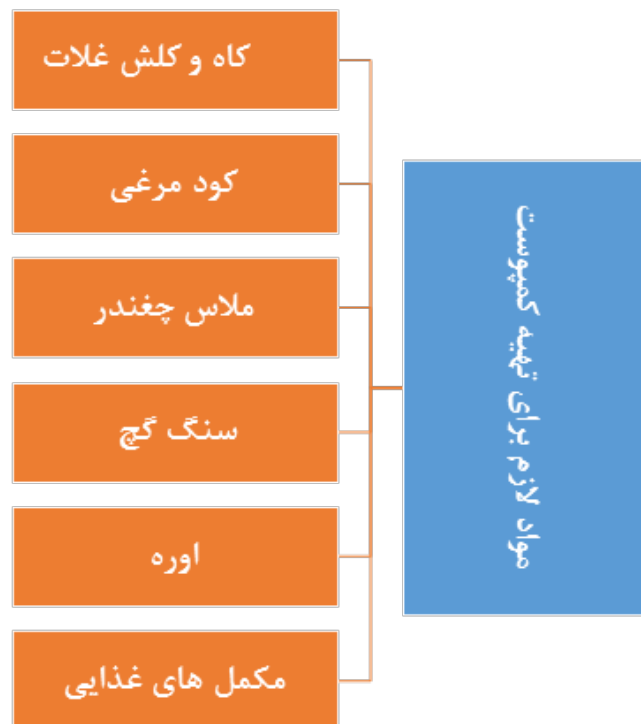 مواد لازم برای تهیه کمپوست
کاه و کلش غلات
کود مرغی
ملاس چغندر
سنگ گچ
اوره
مکمل های غذایی